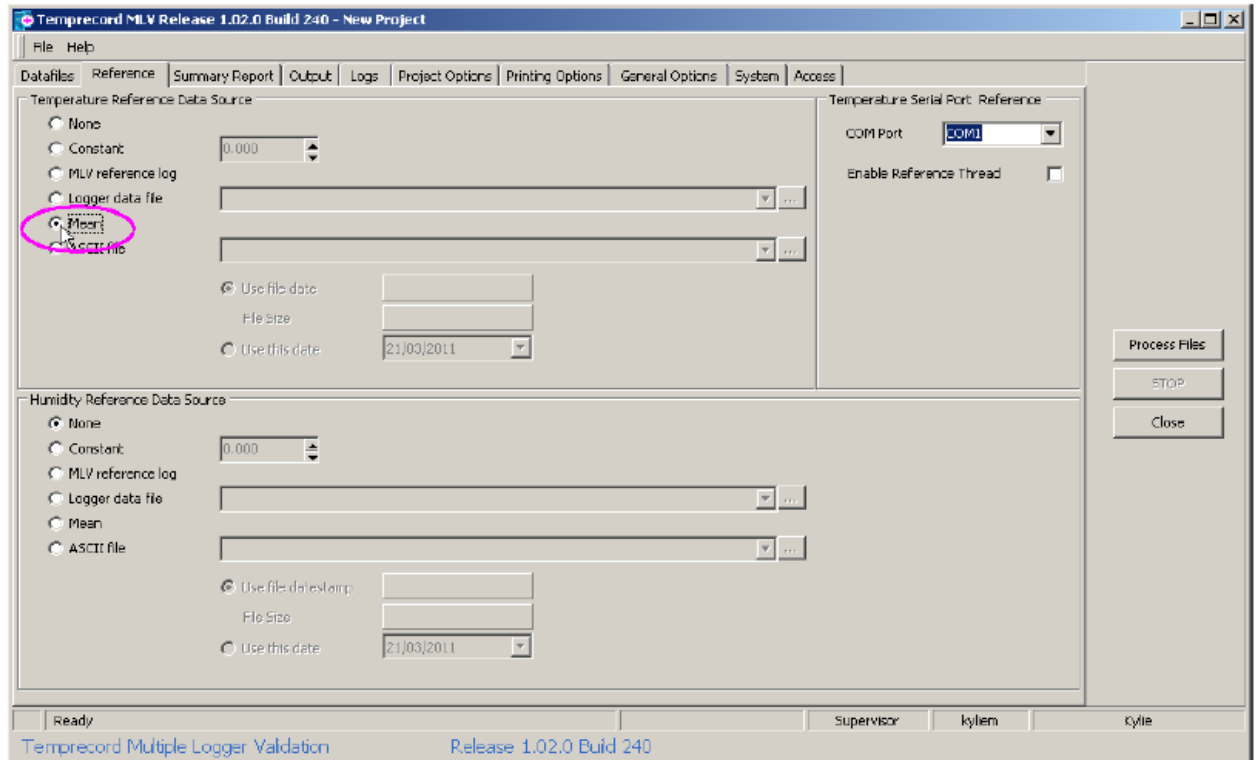 Temprecord MLV Release 1.02.0 Build 240 - New Project
File Help
Datafiles Reference Summary Report Output Logs Project Options Printing Options General Options System Access
Temperature Reference Data Source
None
Constant 0.000
MLV reference log
Logger data file ...
Mean
ASCII file ...
Use file date
File Size
Use this date 21/03/2011
Temperature Serial Port Reference
COM Port COM1
Enable Reference Thread
Process Files
STOP
Close
Humidity Reference Data Source
None
Constant 0.000
MLV reference log
Logger data file ...
Mean
ASCII file ...
Use file datestamp
File Size
Use this date 21/03/2011
Ready Supervisor kyliem Kylie
Temprecord Multiple Logger Validation Release 1.02.0 Build 240